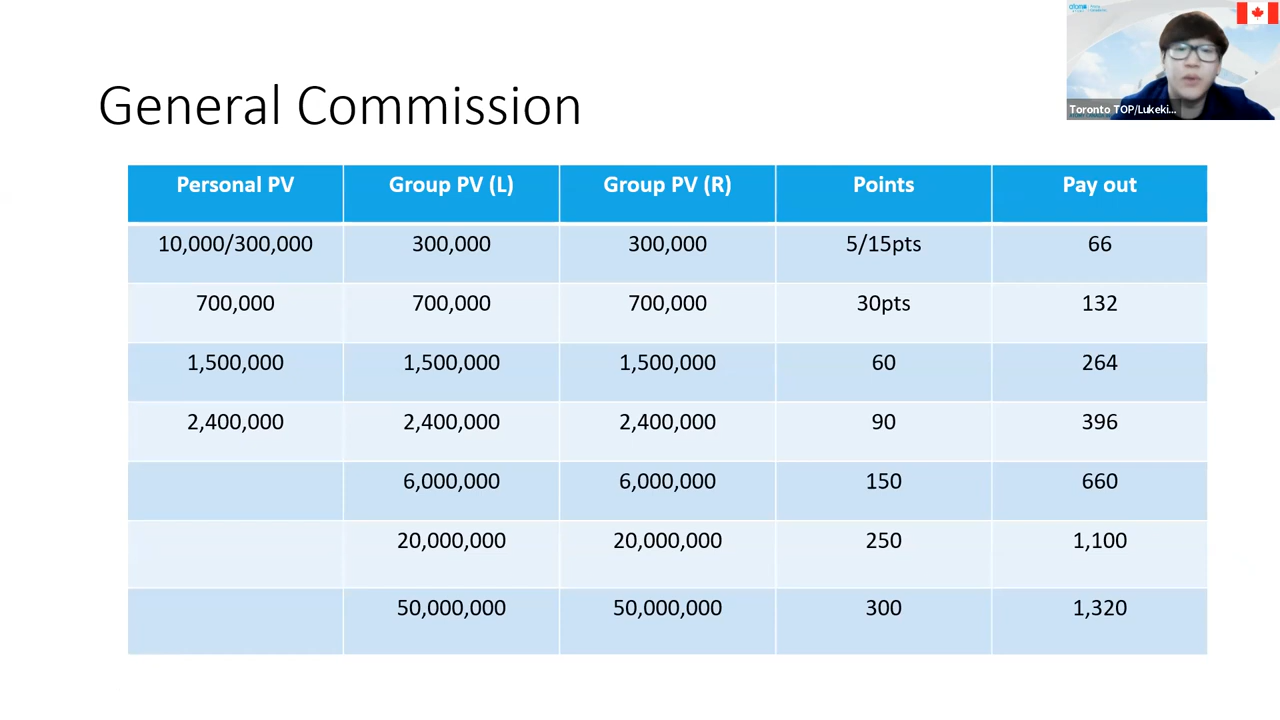 atomy
Toronto TOP/Lukeki...
General Commission
Personal PV Group PV (L) Group PV (R) Points Pay out
10,000/300,000 300,000 300,000 5/15pts 66
700,000 700,000 700,000 30pts 132
1,500,000 1,500,000 1,500,000 60 264
2,400,000 2,400,000 2,400,000 90 396
6,000,000 6,000,000 150 660
20,000,000 20,000,000 250 1,100
50,000,000 50,000,000 300 1,320